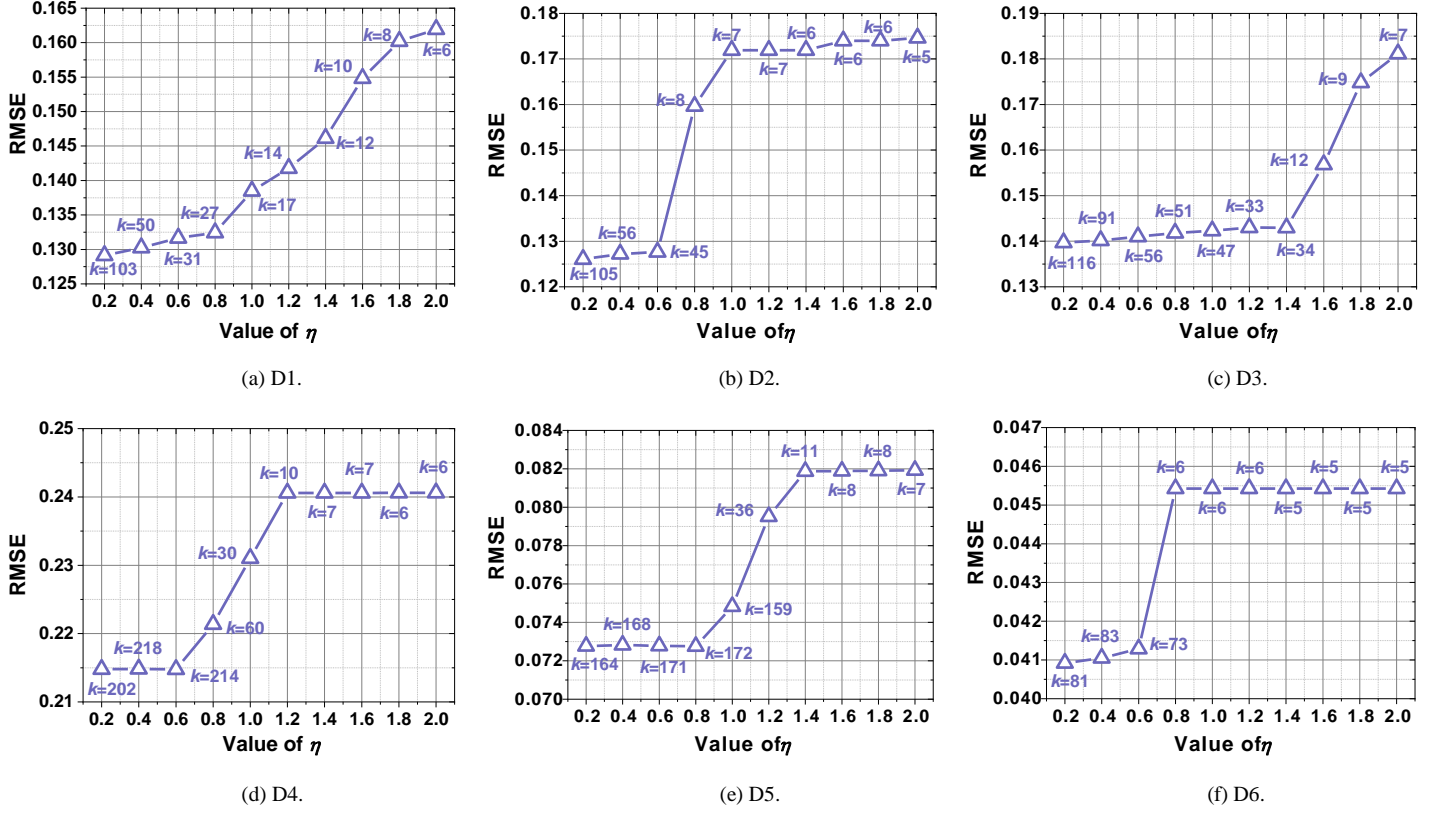 RMSE
0.165
0.160
0.155
0.150
0.145
0.140
0.135
0.130
0.125
k=103
k=50
k=31
k=27
k=17
k=14
k=12
k=10
k=8
k=6
0.2 0.4 0.6 0.8 1.0 1.2 1.4 1.6 1.8 2.0
Value of η
(a) D1.
RMSE
0.18
0.17
0.16
0.15
0.14
0.13
0.12
k=105
k=56
k=45
k=8
k=7
k=7
k=6
k=6
k=6
k=5
0.2 0.4 0.6 0.8 1.0 1.2 1.4 1.6 1.8 2.0
Value of η
(b) D2.
RMSE
0.19
0.18
0.17
0.16
0.15
0.14
0.13
k=116
k=91
k=56
k=51
k=47
k=33
k=34
k=12
k=9
k=7
0.2 0.4 0.6 0.8 1.0 1.2 1.4 1.6 1.8 2.0
Value of η
(c) D3.
RMSE
0.25
0.24
0.23
0.22
0.21
k=202
k=218
k=214
k=60
k=30
k=10
k=7
k=7
k=6
k=6
0.2 0.4 0.6 0.8 1.0 1.2 1.4 1.6 1.8 2.0
Value of η
(d) D4.
RMSE
0.084
0.082
0.080
0.078
0.076
0.074
0.072
0.070
k=164
k=168
k=171
k=172
k=159
k=36
k=11
k=8
k=8
k=7
0.2 0.4 0.6 0.8 1.0 1.2 1.4 1.6 1.8 2.0
Value of η
(e) D5.
RMSE
0.047
0.046
0.045
0.044
0.043
0.042
0.041
0.040
k=81
k=83
k=73
k=6
k=6
k=6
k=5
k=5
k=5
k=5
0.2 0.4 0.6 0.8 1.0 1.2 1.4 1.6 1.8 2.0
Value of η
(f) D6.